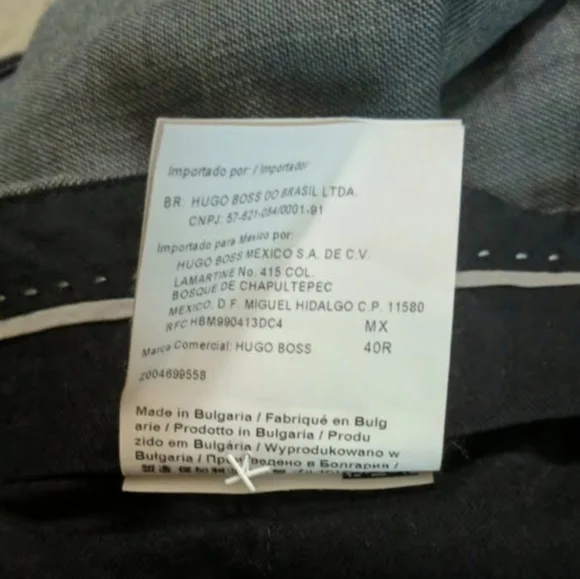 Importado por: / Importador
BR: HUGO BOSS DO BRASIL LTDA.
CNPJ: 57-621-054/0001-91
Importado para México por:
HUGO BOSS MEXICO S.A. DE C.V.
LAMARTINE No. 415 COL.
BOSQUE DE CHAPULTEPEC
MEXICO, D.F. MIGUEL HIDALGO C.P. 11580
RFC HBM990413DC4 MX
Marca Comercial: HUGO BOSS 40R
2004699558
Made in Bulgaria / Fabriqué en Bulg
arie / Prodotto in Bulgaria / Produ
zido em Bulgária / Wyprodukowano w
Bulgaria / Произведено в Болгария /